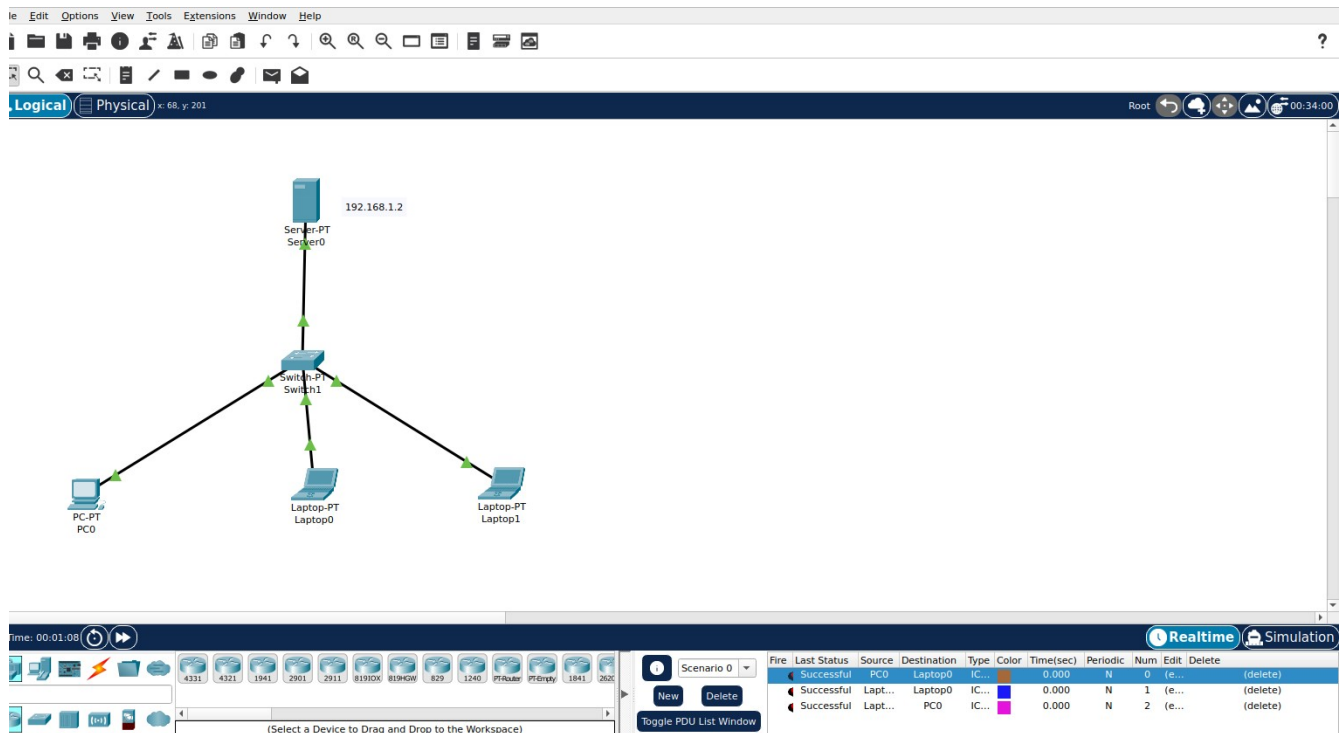 le Edit Options View Tools Extensions Window Help
?
Logical Physical x: 68, y: 201 Root 00:34:00
192.168.1.2
Server-PT
Server0
Switch-PT
Switch1
PC-PT
PC0
Laptop-PT
Laptop0
Laptop-PT
Laptop1
Time: 00:01:08 Realtime Simulation
4331 4321 1941 2901 2911 819IOX 819HGW 829 1240 PT-Router PT-Empty 1841 262
(Select a Device to Drag and Drop to the Workspace)
Scenario 0
New Delete
Toggle PDU List Window
Fire Last Status Source Destination Type Color Time(sec) Periodic Num Edit Delete
Successful PC0 Laptop0 IC... 0.000 N 0 (e... (delete)
Successful Lapt... Laptop0 IC... 0.000 N 1 (e... (delete)
Successful Lapt... PC0 IC... 0.000 N 2 (e... (delete)